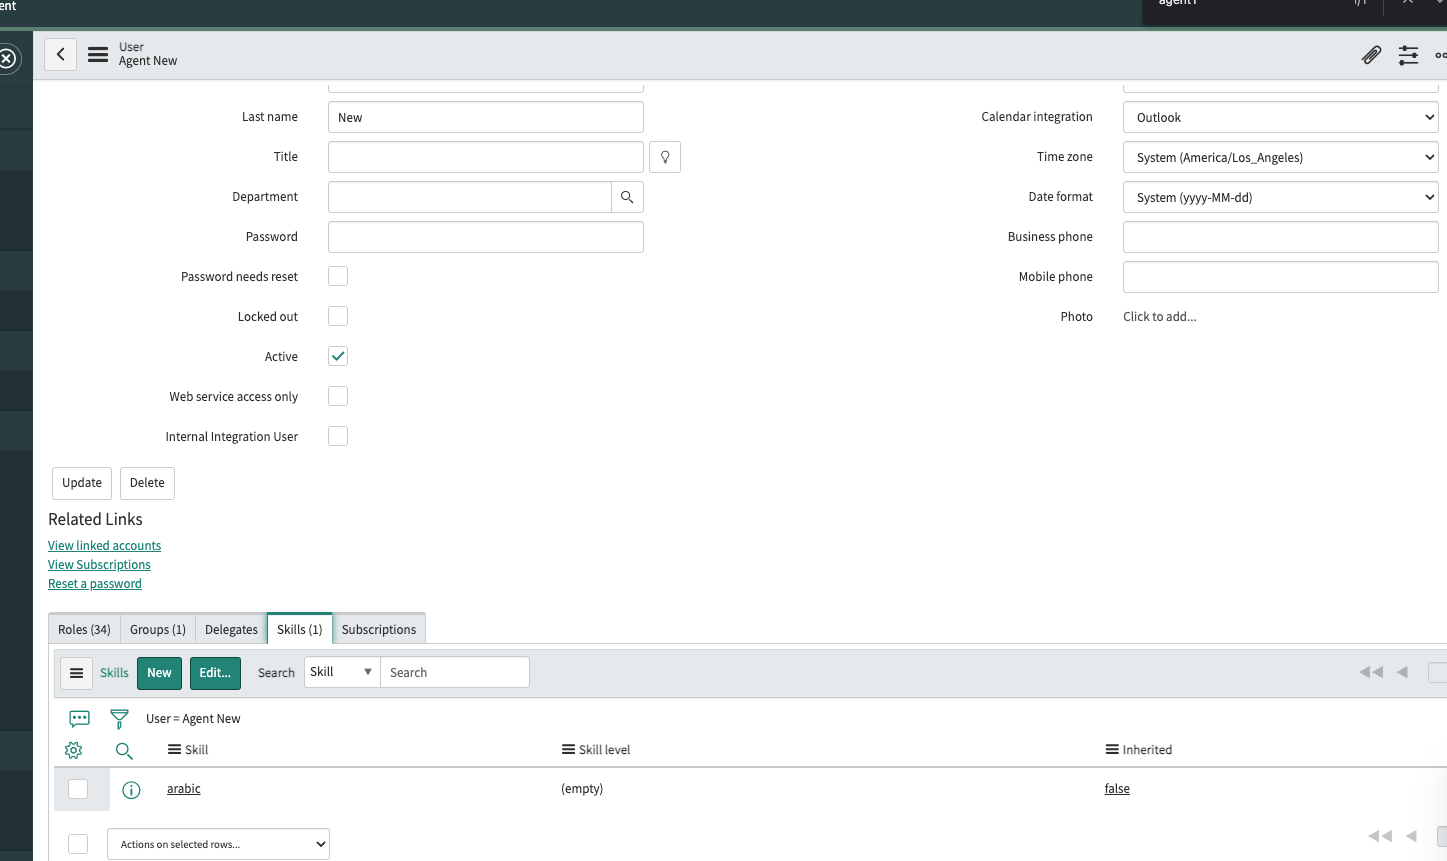 ent
agent1
1/1
User
Agent New
Last name
New
Calendar integration
Outlook
Title
Time zone
System (America/Los_Angeles)
Department
Date format
System (yyyy-MM-dd)
Password
Business phone
Password needs reset
Mobile phone
Locked out
Photo
Click to add...
Active
Web service access only
Internal Integration User
Update
Delete
Related Links
View linked accounts
View Subscriptions
Reset a password
Roles (34)
Groups (1)
Delegates
Skills (1)
Subscriptions
Skills
New
Edit...
Search
Skill
Search
User = Agent New
Skill
Skill level
Inherited
arabic
(empty)
false
Actions on selected rows...